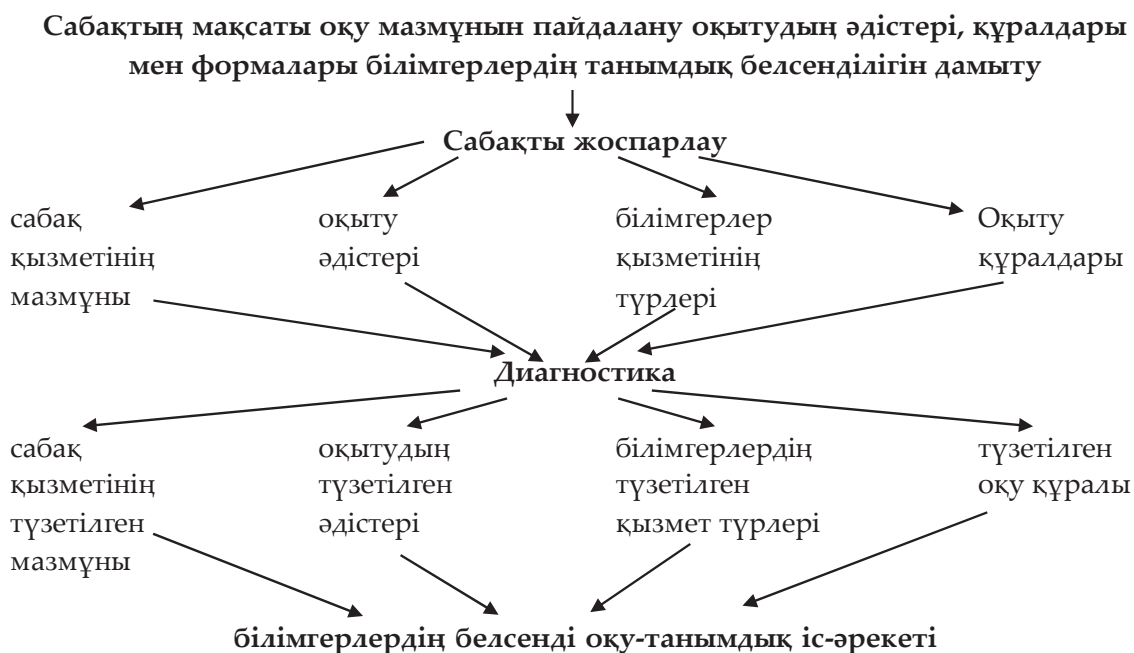 Сабақтың мақсаты оқу мазмұнын пайдалану оқытудың әдістері, құралдары
мен формалары білімгерлердің танымдық белсенділігін дамыту
Сабақты жоспарлау
сабақ
қызметінің
мазмұны
оқыту
әдістері
білімгерлер
қызметінің
түрлері
Оқыту
құралдары
Диагностика
сабақ
қызметінің
түзетілген
мазмұны
оқытудың
түзетілген
әдістері
білімгерлердің
түзетілген
қызмет түрлері
түзетілген
оқу құралы
білімгерлердің белсенді оқу-танымдық іс-әрекеті